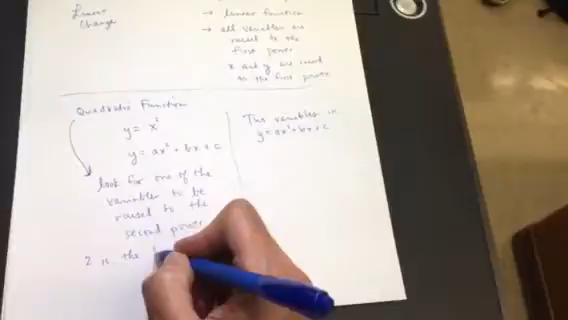 Linear
Change
→ linear function
→ all variables are
raised to the
first power
x and y are
to the first power
Quadratic Function
y = x²
y = ax² + bx + c
look for one of the
variables to be
raised to the
second power
2 is the
The variables in
y = ax² + bx + c